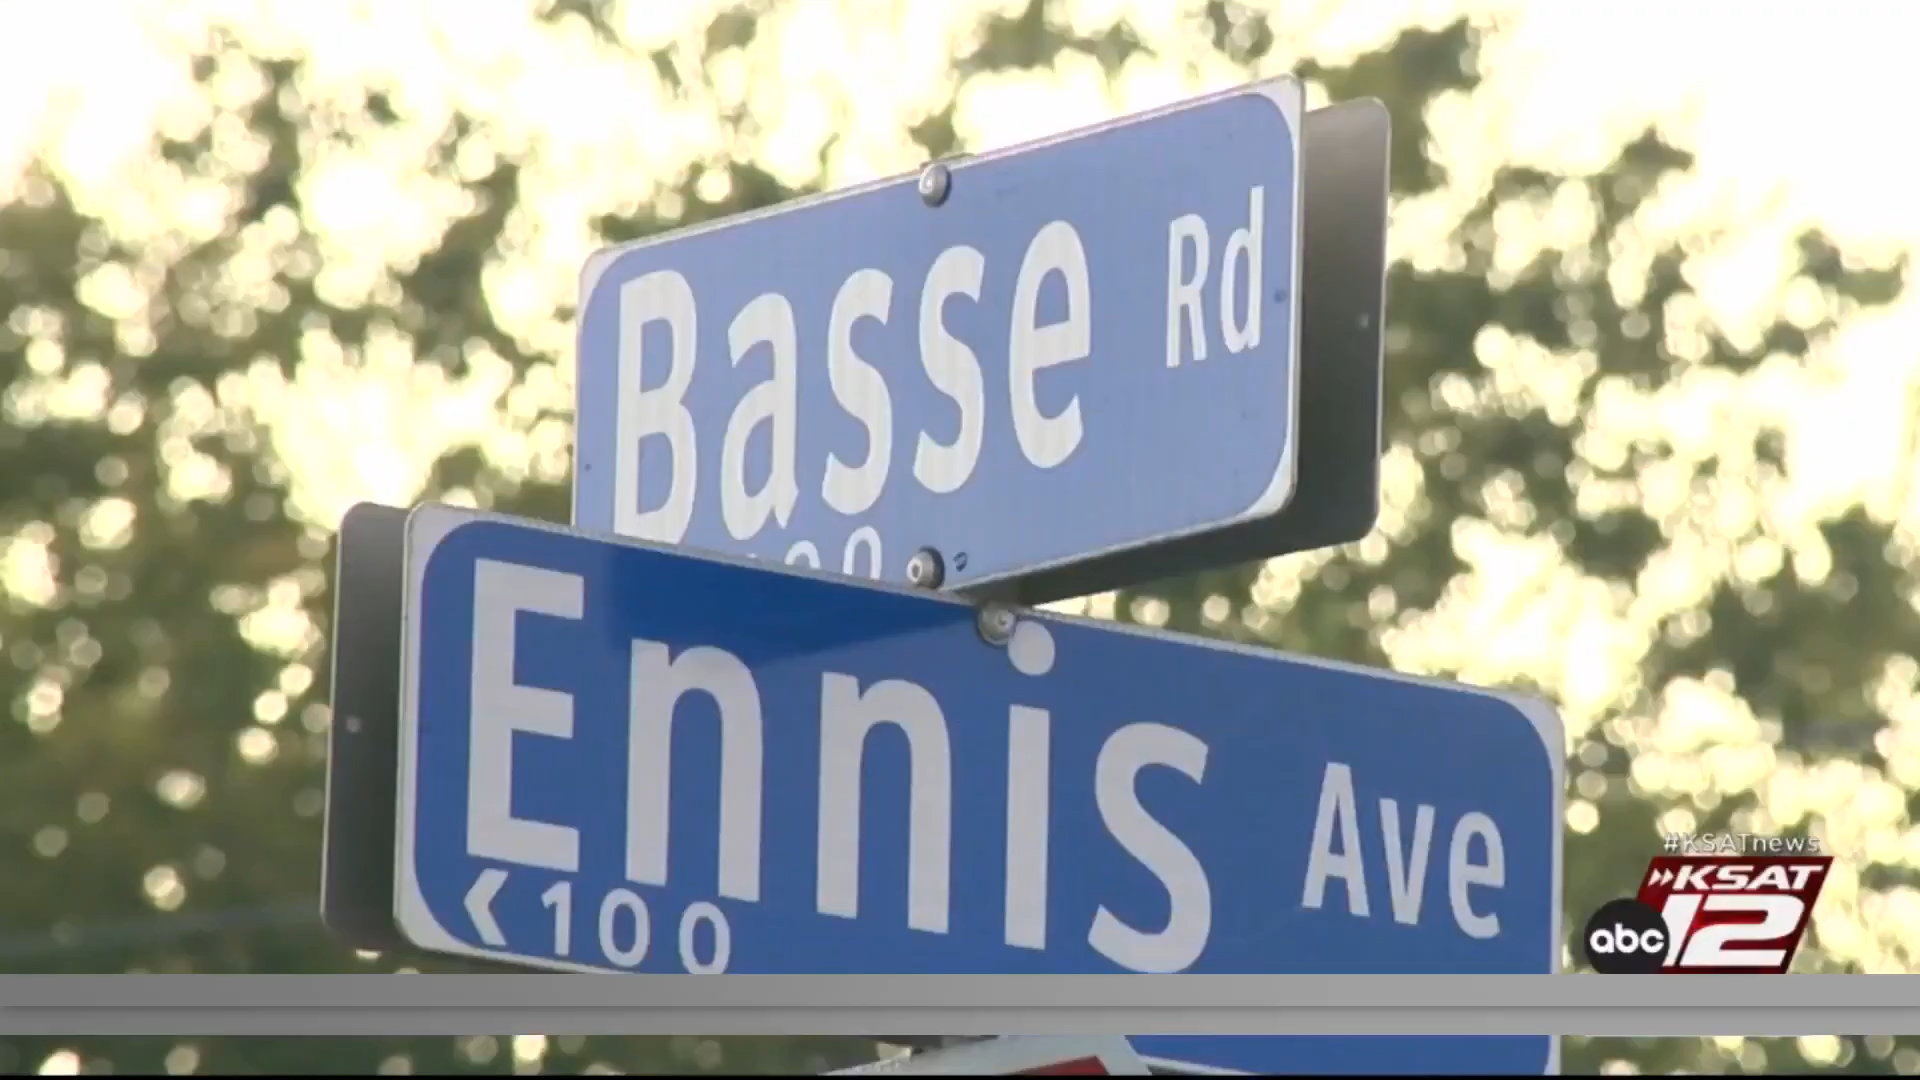 Basse Rd
Ennis Ave
<100
#KSATnews
KSAT
abc 12